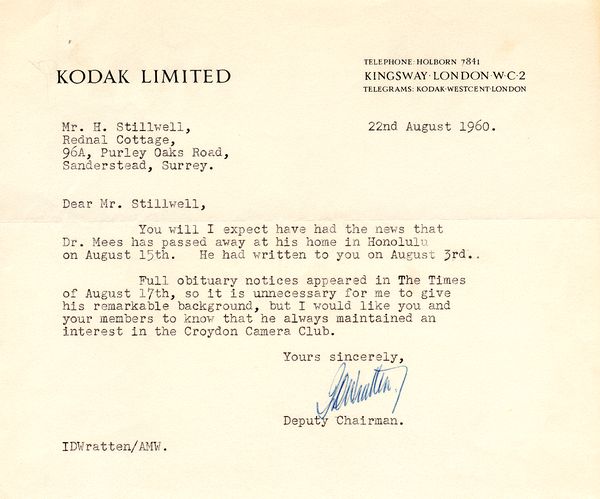 KODAK LIMITED
TELEPHONE: HOLBORN 7841
KINGSWAY·LONDON·W·C·2
TELEGRAMS: KODAK·WESTCENT·LONDON
22nd August 1960.
Mr. H. Stillwell,
Rednal Cottage,
96A, Purley Oaks Road,
Sanderstead, Surrey.
Dear Mr. Stillwell,
You will I expect have had the news that
Dr. Mees has passed away at his home in Honolulu
on August 15th. He had written to you on August 3rd..
Full obituary notices appeared in The Times
of August 17th, so it is unnecessary for me to give
his remarkable background, but I would like you and
your members to know that he always maintained an
interest in the Croydon Camera Club.
Yours sincerely,
IDWratten.
Deputy Chairman.
IDWratten/AMW.